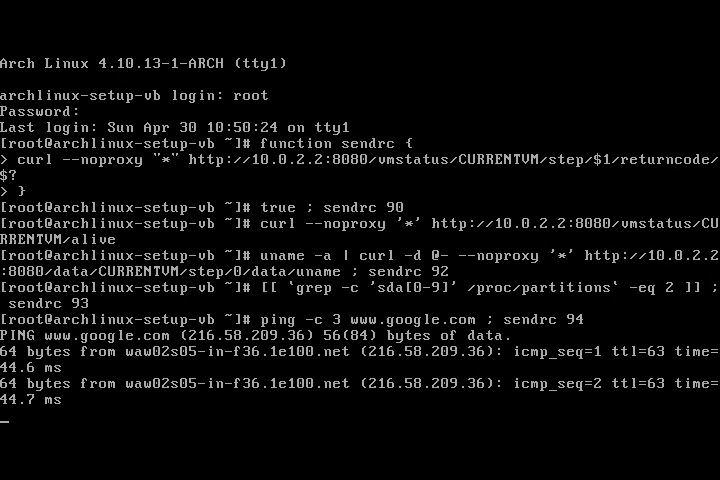 Arch Linux 4.10.13-1-ARCH (tty1)
archlinux-setup-vb login: root
Password:
Last login: Sun Apr 30 10:50:24 on tty1
[root@archlinux-setup-vb ~]# function sendrc {
> curl --noproxy "*" http://10.0.2.2:8080/vmstatus/CURRENTVM/step/$1/returncode/
$?
> }
[root@archlinux-setup-vb ~]# true ; sendrc 90
[root@archlinux-setup-vb ~]# curl --noproxy '*' http://10.0.2.2:8080/vmstatus/CU
RRENTVM/alive
[root@archlinux-setup-vb ~]# uname -a | curl -d @- --noproxy '*' http://10.0.2.2
:8080/data/CURRENTVM/step/0/data/uname ; sendrc 92
[root@archlinux-setup-vb ~]# [[ `grep -c 'sda[0-9]' /proc/partitions` -eq 2 ]] ;
 sendrc 93
[root@archlinux-setup-vb ~]# ping -c 3 www.google.com ; sendrc 94
PING www.google.com (216.58.209.36) 56(84) bytes of data.
64 bytes from waw02s05-in-f36.1e100.net (216.58.209.36): icmp_seq=1 ttl=63 time=
44.6 ms
64 bytes from waw02s05-in-f36.1e100.net (216.58.209.36): icmp_seq=2 ttl=63 time=
44.7 ms